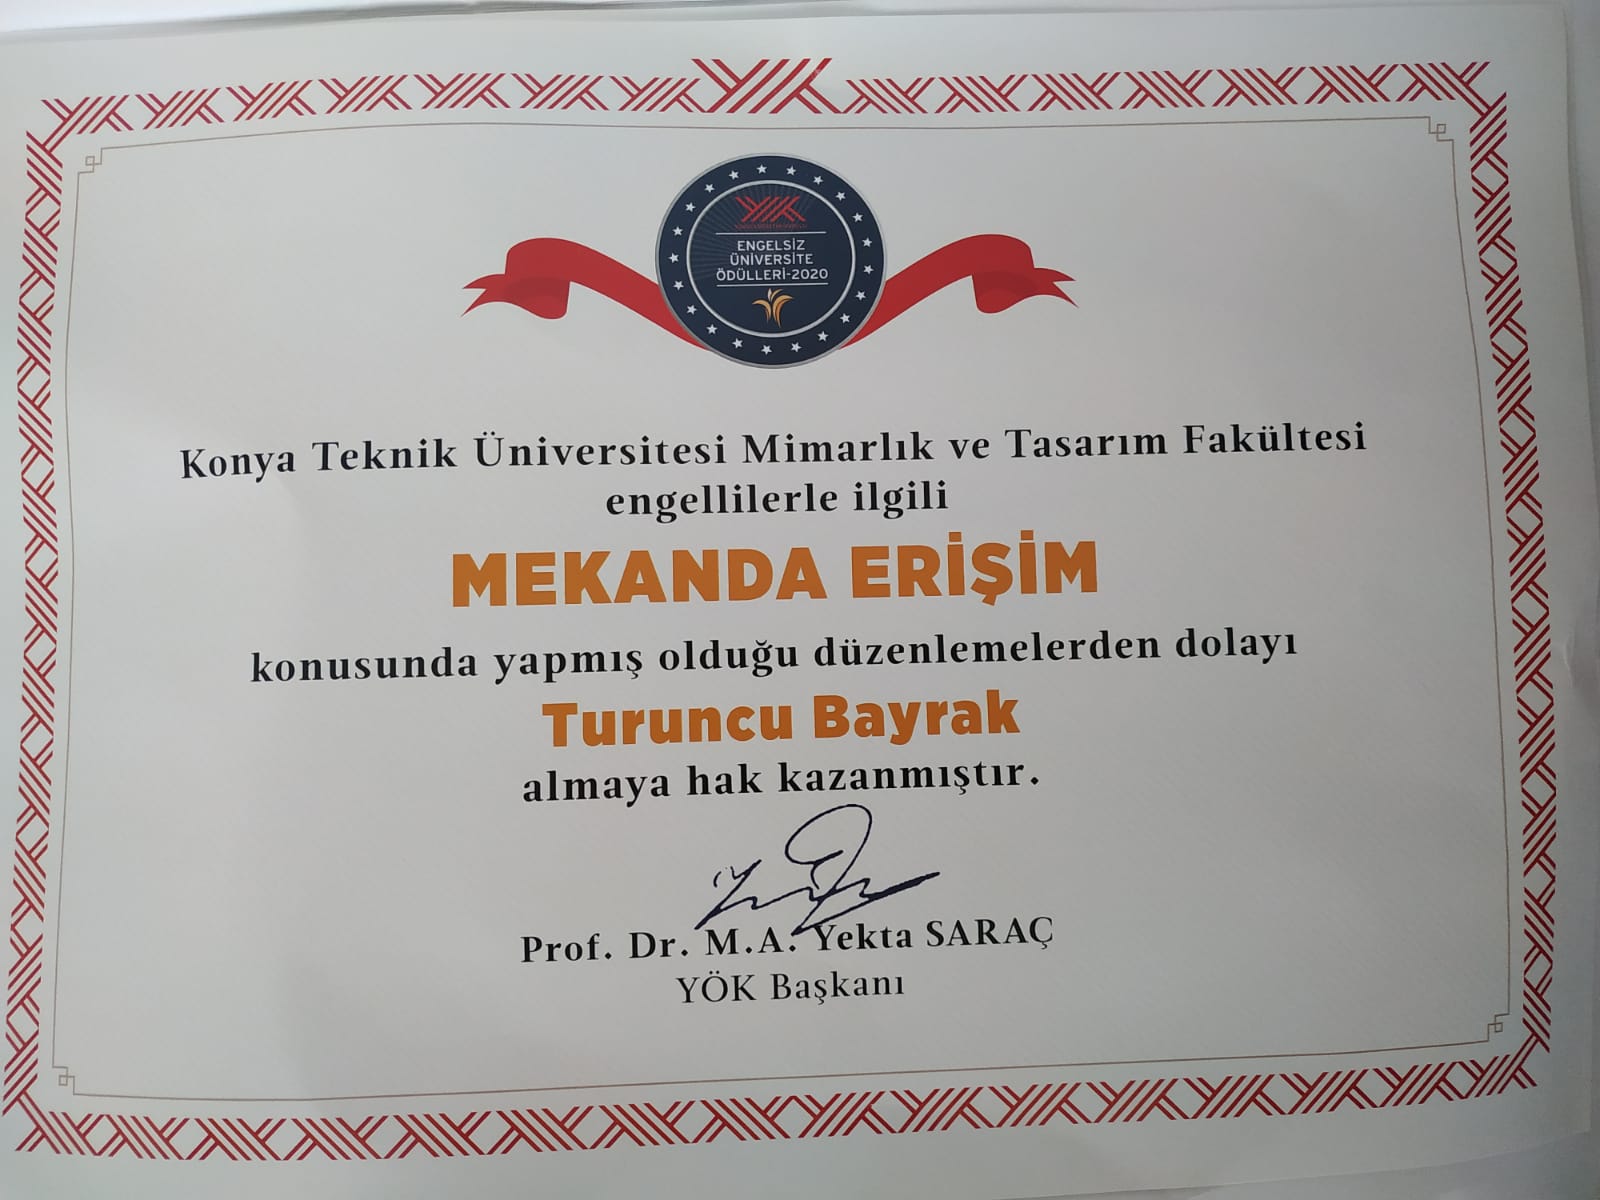 ENGELSİZ
ÜNİVERSİTE
ÖDÜLLERİ-2020
Konya Teknik Üniversitesi Mimarlık ve Tasarım Fakültesi
engellilerle ilgili
MEKANDA ERİŞİM
konusunda yapmış olduğu düzenlemelerden dolayı
Turuncu Bayrak
almaya hak kazanmıştır.
Prof. Dr. M.A. Yekta SARAÇ
YÖK Başkanı